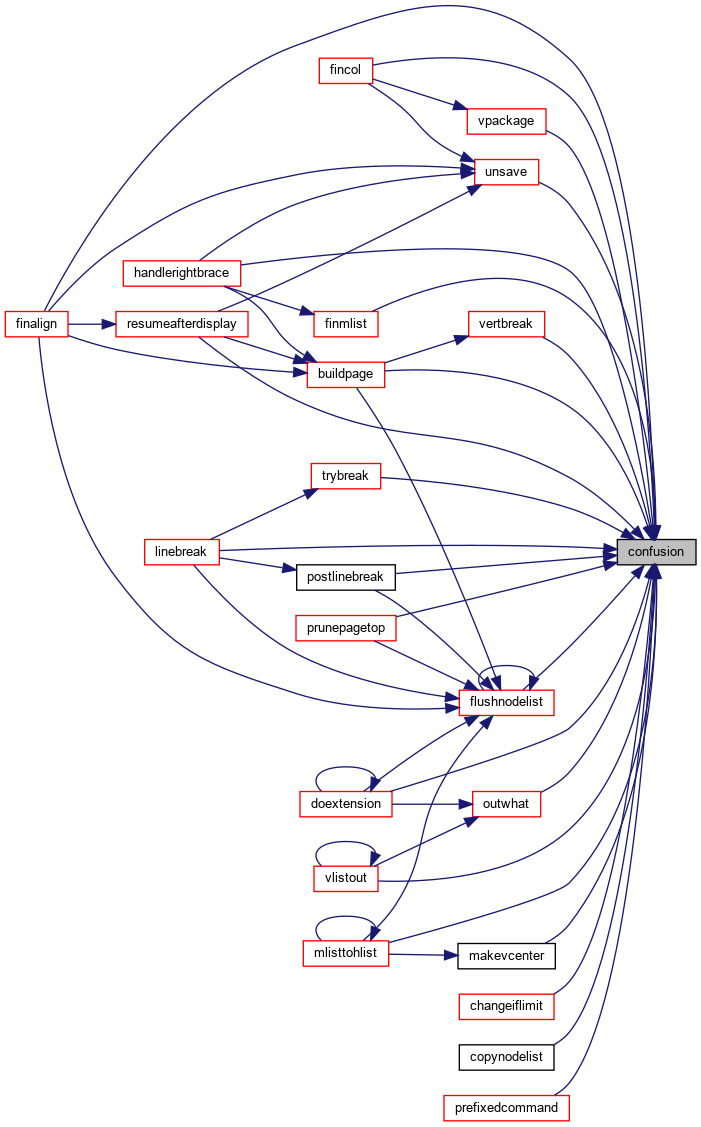 fincol
vpackage
unsave
handlerightbrace
finalign
resumeafterdisplay
finmlist
vertbreak
buildpage
trybreak
linebreak
confusion
postlinebreak
prunepagetop
flushnodelist
doextension
outwhat
vlistout
mlisttohlist
makevcenter
changeiflimit
copynodelist
prefixedcommand